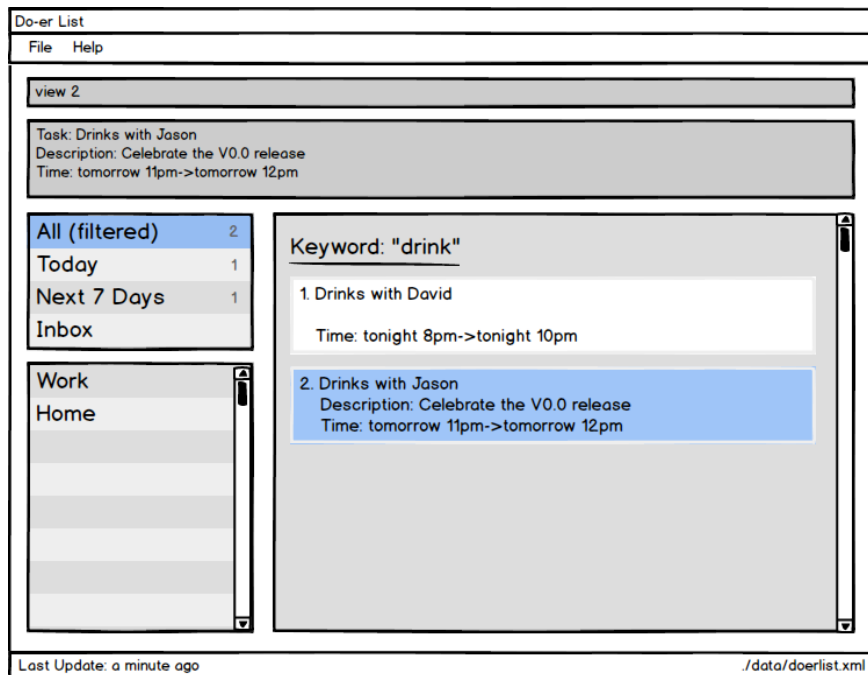 Do-er List
File Help
view 2
Task: Drinks with Jason
Description: Celebrate the V0.0 release
Time: tomorrow 11pm->tomorrow 12pm
All (filtered) 2
Today 1
Next 7 Days 1
Inbox
Work
Home
Keyword: "drink"
1. Drinks with David
Time: tonight 8pm->tonight 10pm
2. Drinks with Jason
Description: Celebrate the V0.0 release
Time: tomorrow 11pm->tomorrow 12pm
Last Update: a minute ago
./data/doerlist.xml